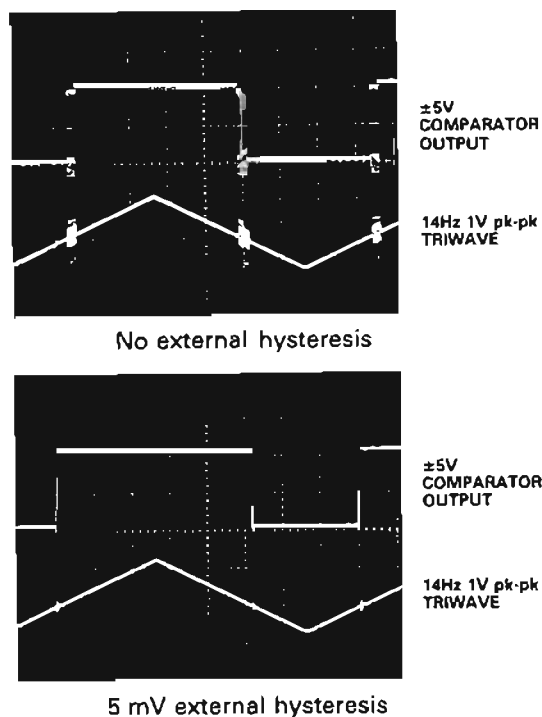 ±5V
COMPARATOR
OUTPUT
14Hz 1V pk-pk
TRIWAVE
No external hysteresis
±5V
COMPARATOR
OUTPUT
14Hz 1V pk-pk
TRIWAVE
5 mV external hysteresis